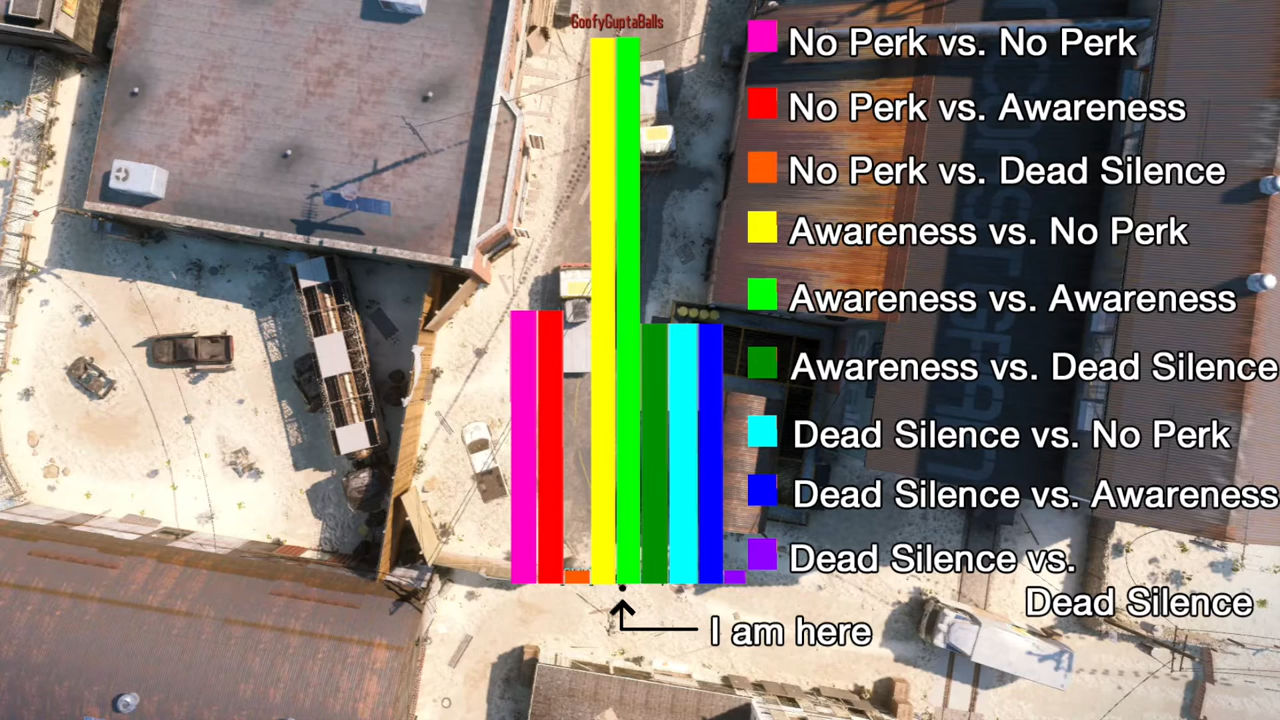 GoofyGuptaBalls
No Perk vs. No Perk
No Perk vs. Awareness
No Perk vs. Dead Silence
Awareness vs. No Perk
Awareness vs. Awareness
Awareness vs. Dead Silence
Dead Silence vs. No Perk
Dead Silence vs. Awareness
Dead Silence vs.
Dead Silence
I am here